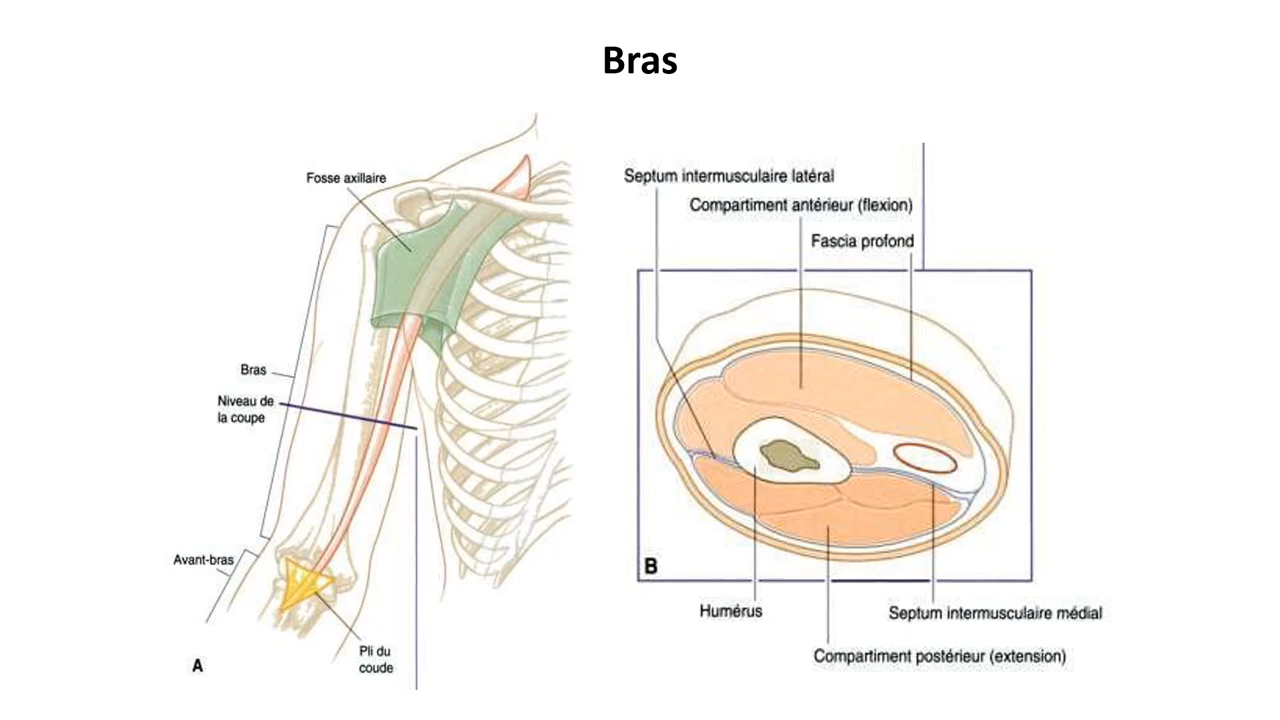 Bras
Fosse axillaire
Bras
Niveau de
la coupe
Avant-bras
Pli du
coude
A
Septum intermusculaire latéral
Compartiment antérieur (flexion)
Fascia profond
B
Humérus
Septum intermusculaire médial
Compartiment postérieur (extension)